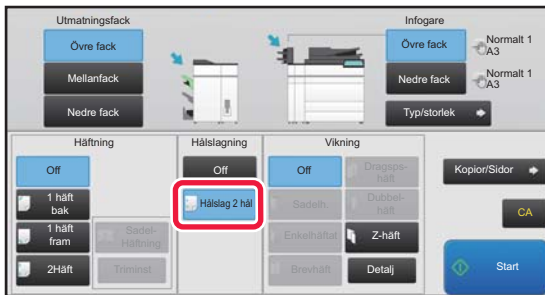 Utmatningsfack
Infogare
Övre fack
Mellanfack
Nedre fack
Övre fack
Normalt 1
A3
Nedre fack
Normalt 1
A3
Typ/storlek
Häftning
Hålslagning
Vikning
Off
1 häft
bak
1 häft
fram
2Häft
Sadel-
Häftning
Triminst
Off
Hålslag 2 hål
Off
Dragsps-
häft
Sadelh.
Dubbel-
häft
Enkelhäftat
Z-häft
Brevhäft
Detalj
Kopior/Sidor
CA
Start